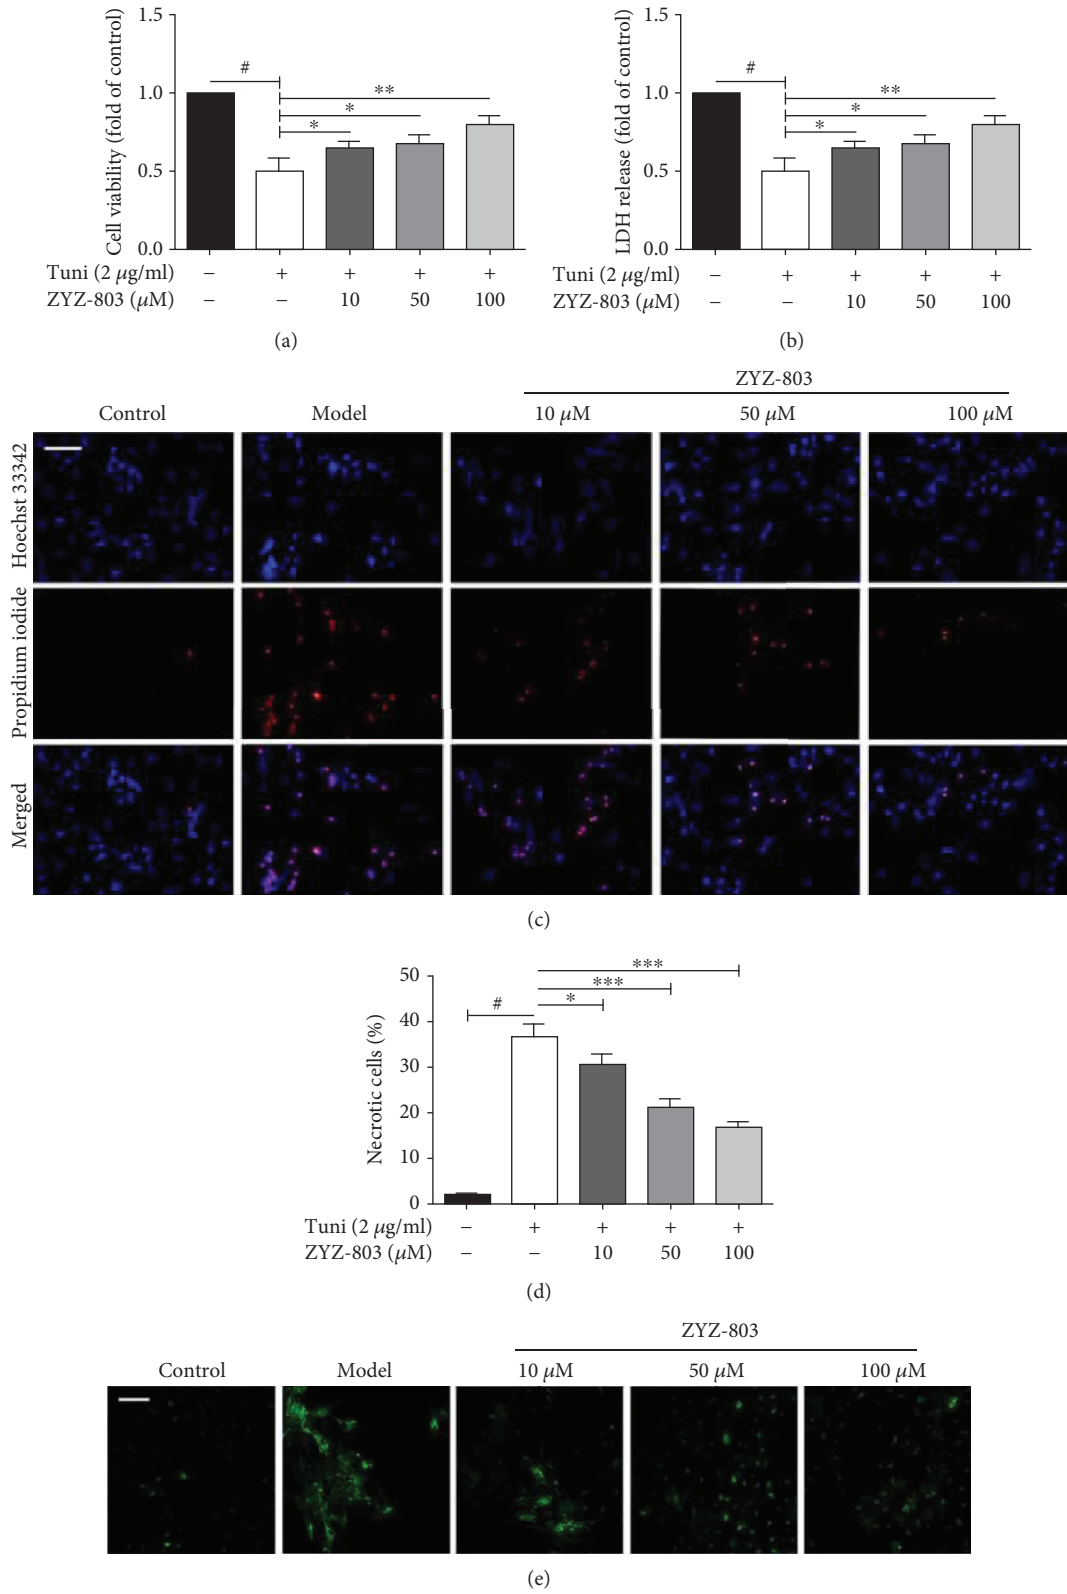 1.5
1.0
0.5
0.0
Cell viability (fold of control)
#
**
*
*
Tuni (2 μg/ml) − + + + +
ZYZ-803 (μM) − − 10 50 100
(a)
1.5
1.0
0.5
0.0
LDH release (fold of control)
#
**
*
*
Tuni (2 μg/ml) − + + + +
ZYZ-803 (μM) − − 10 50 100
(b)
ZYZ-803
Control Model 10 μM 50 μM 100 μM
Hoechst 33342
Propidium iodide
Merged
(c)
50
40
30
20
10
0
Necrotic cells (%)
***
***
*
#
Tuni (2 μg/ml) − + + + +
ZYZ-803 (μM) − − 10 50 100
(d)
ZYZ-803
Control Model 10 μM 50 μM 100 μM
(e)